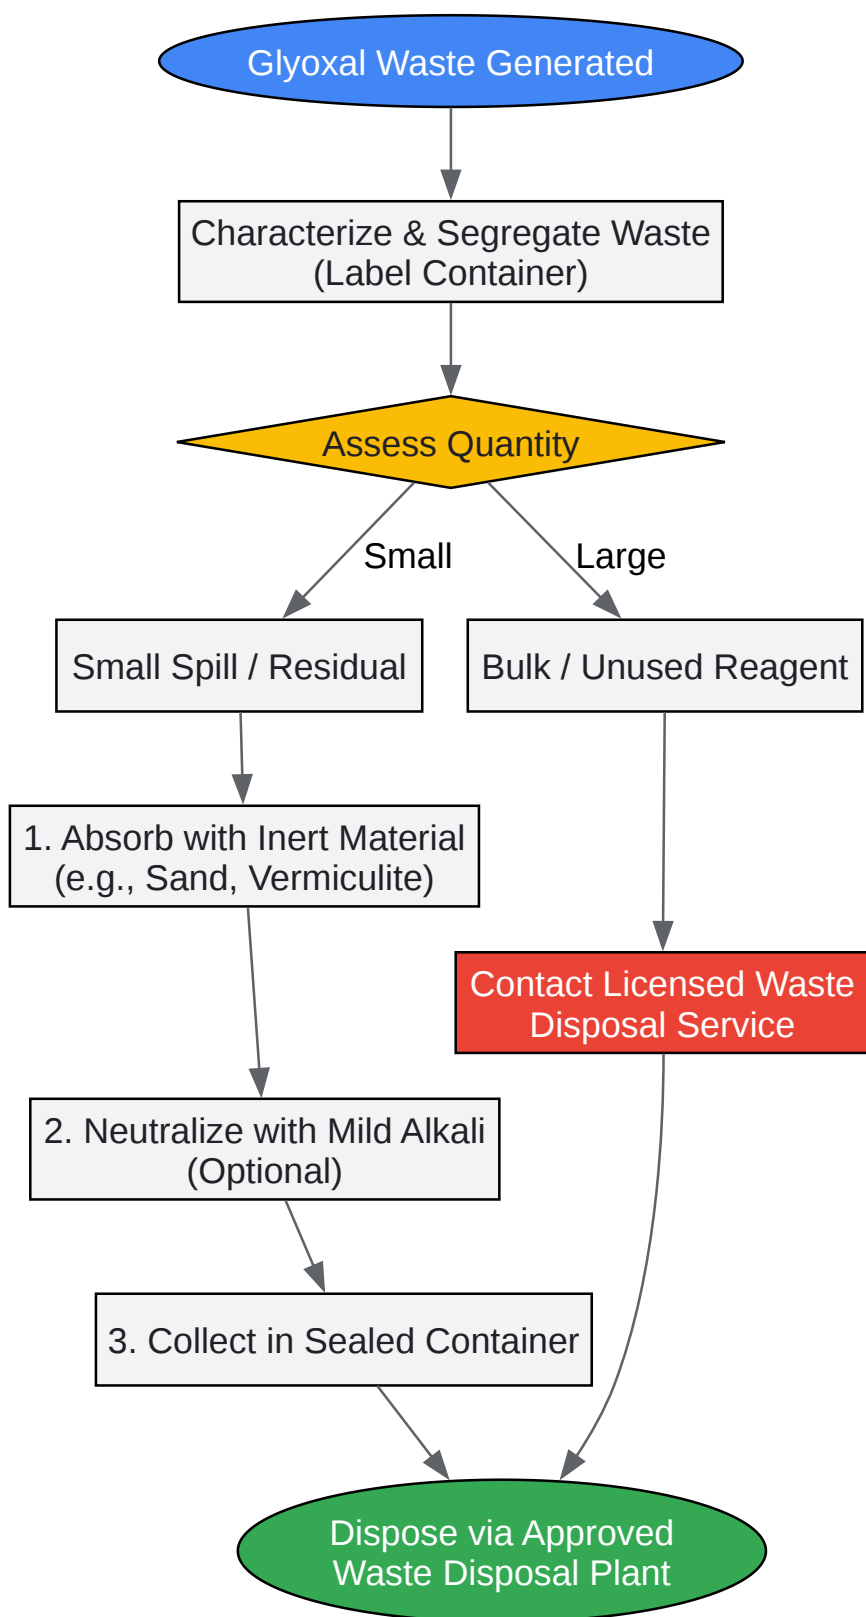 Glyoxal Waste Generated
Characterize & Segregate Waste
(Label Container)
Assess Quantity
Small
Large
Small Spill / Residual
Bulk / Unused Reagent
1. Absorb with Inert Material
(e.g., Sand, Vermiculite)
Contact Licensed Waste
Disposal Service
2. Neutralize with Mild Alkali
(Optional)
3. Collect in Sealed Container
Dispose via Approved
Waste Disposal Plant